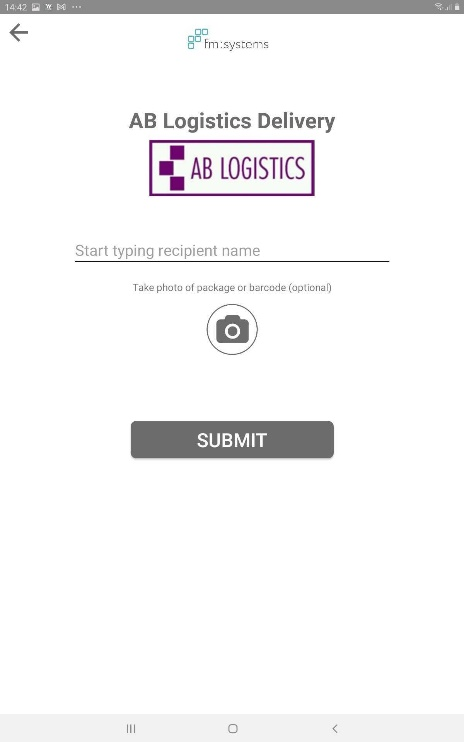 14:42
fm:systems
AB Logistics Delivery
AB LOGISTICS
Start typing recipient name
Take photo of package or barcode (optional)
SUBMIT